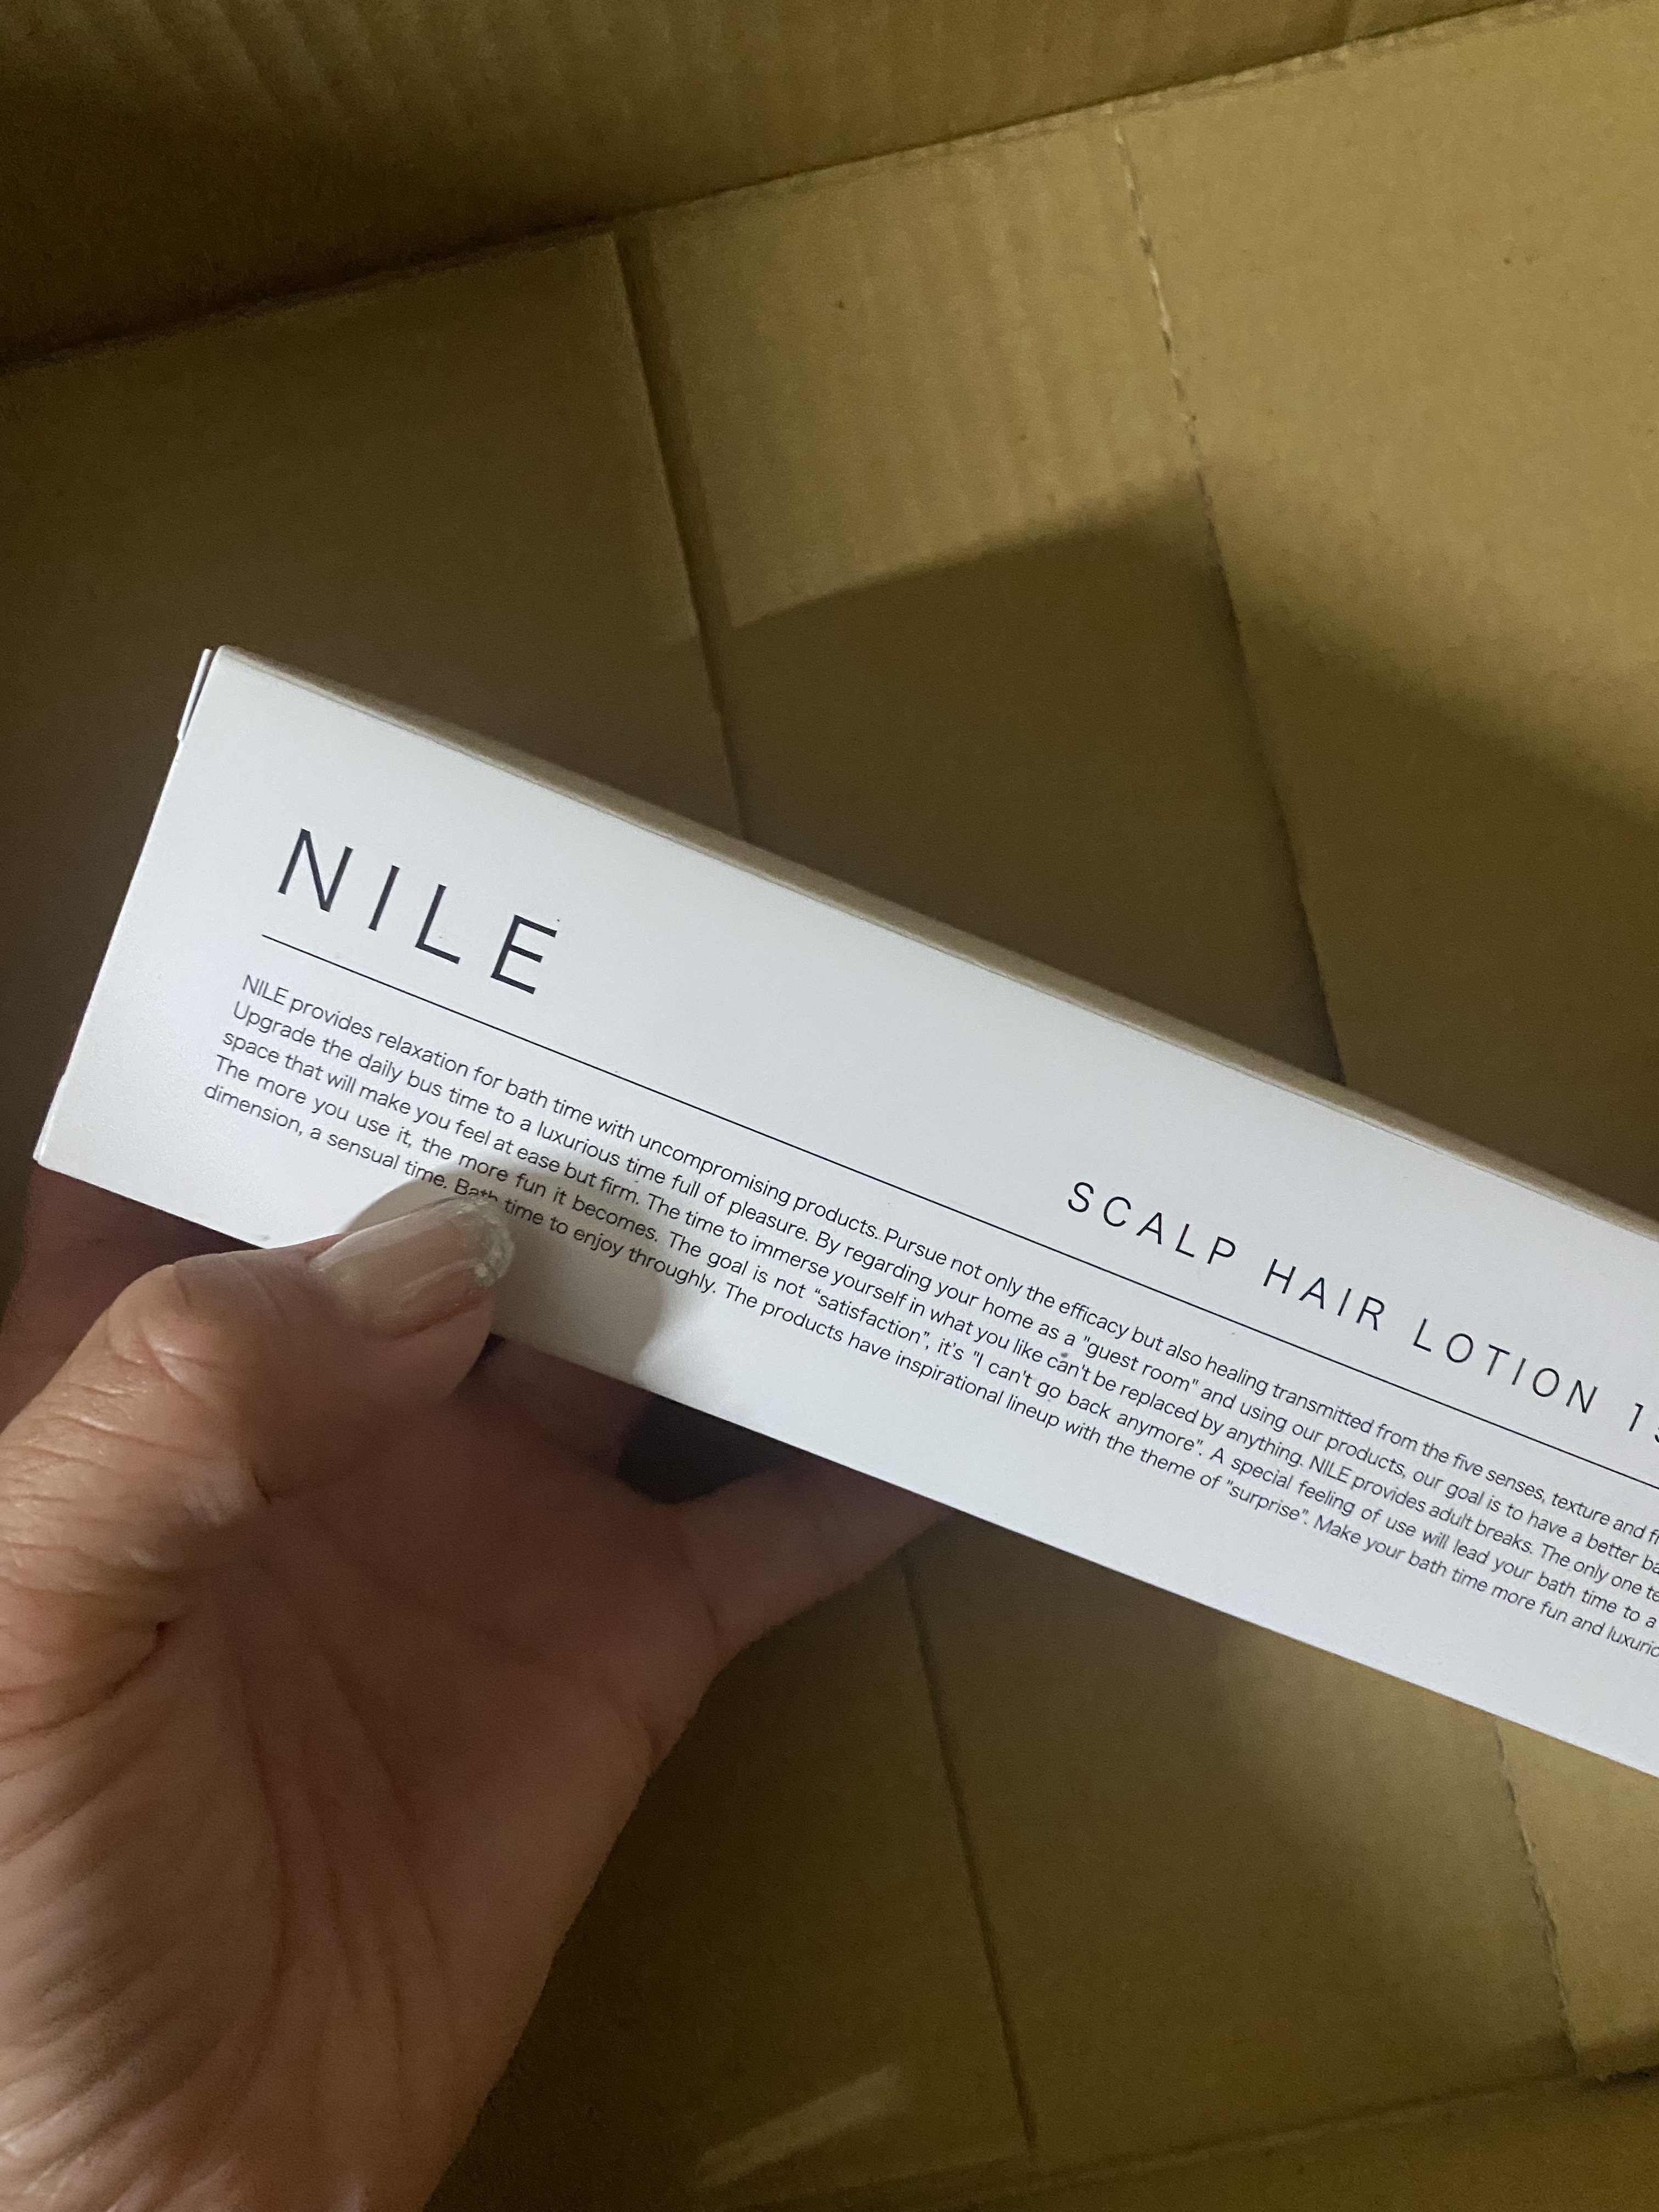 NILE
SCALP HAIR LOTION
NILE provides relaxation for bath time with uncompromising products. Pursue not only the efficacy but also healing transmitted from the five senses, texture and
Upgrade the daily bus time to a luxurious time full of pleasure. By regarding your home as a "guest room" and using our products, our goal is to have a better
space that will make you feel at ease but firm. The time to immerse yourself in what you like can't be replaced by anything. NILE provides adult breaks. The only one
The more you use it, the more fun it becomes. The goal is not "satisfaction", it's "I can't go back anymore". A special feeling of use will lead your bath time to a
dimension, a sensual time. Bath time to enjoy throughly. The products have inspirational lineup with the theme of "surprise". Make your bath time more fun and